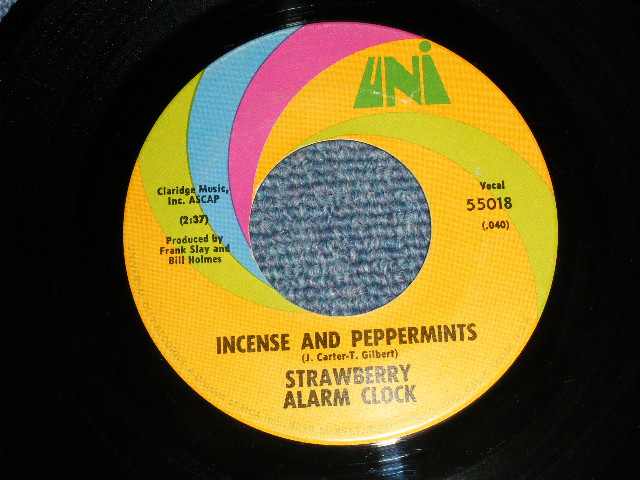 UNI
Claridge Music,
Inc. ASCAP
(2:37)
Produced by
Frank Slay and
Bill Holmes
Vocal
55018
(.040)
INCENSE AND PEPPERMINTS
(J. Carter-T. Gilbert)
STRAWBERRY
ALARM CLOCK